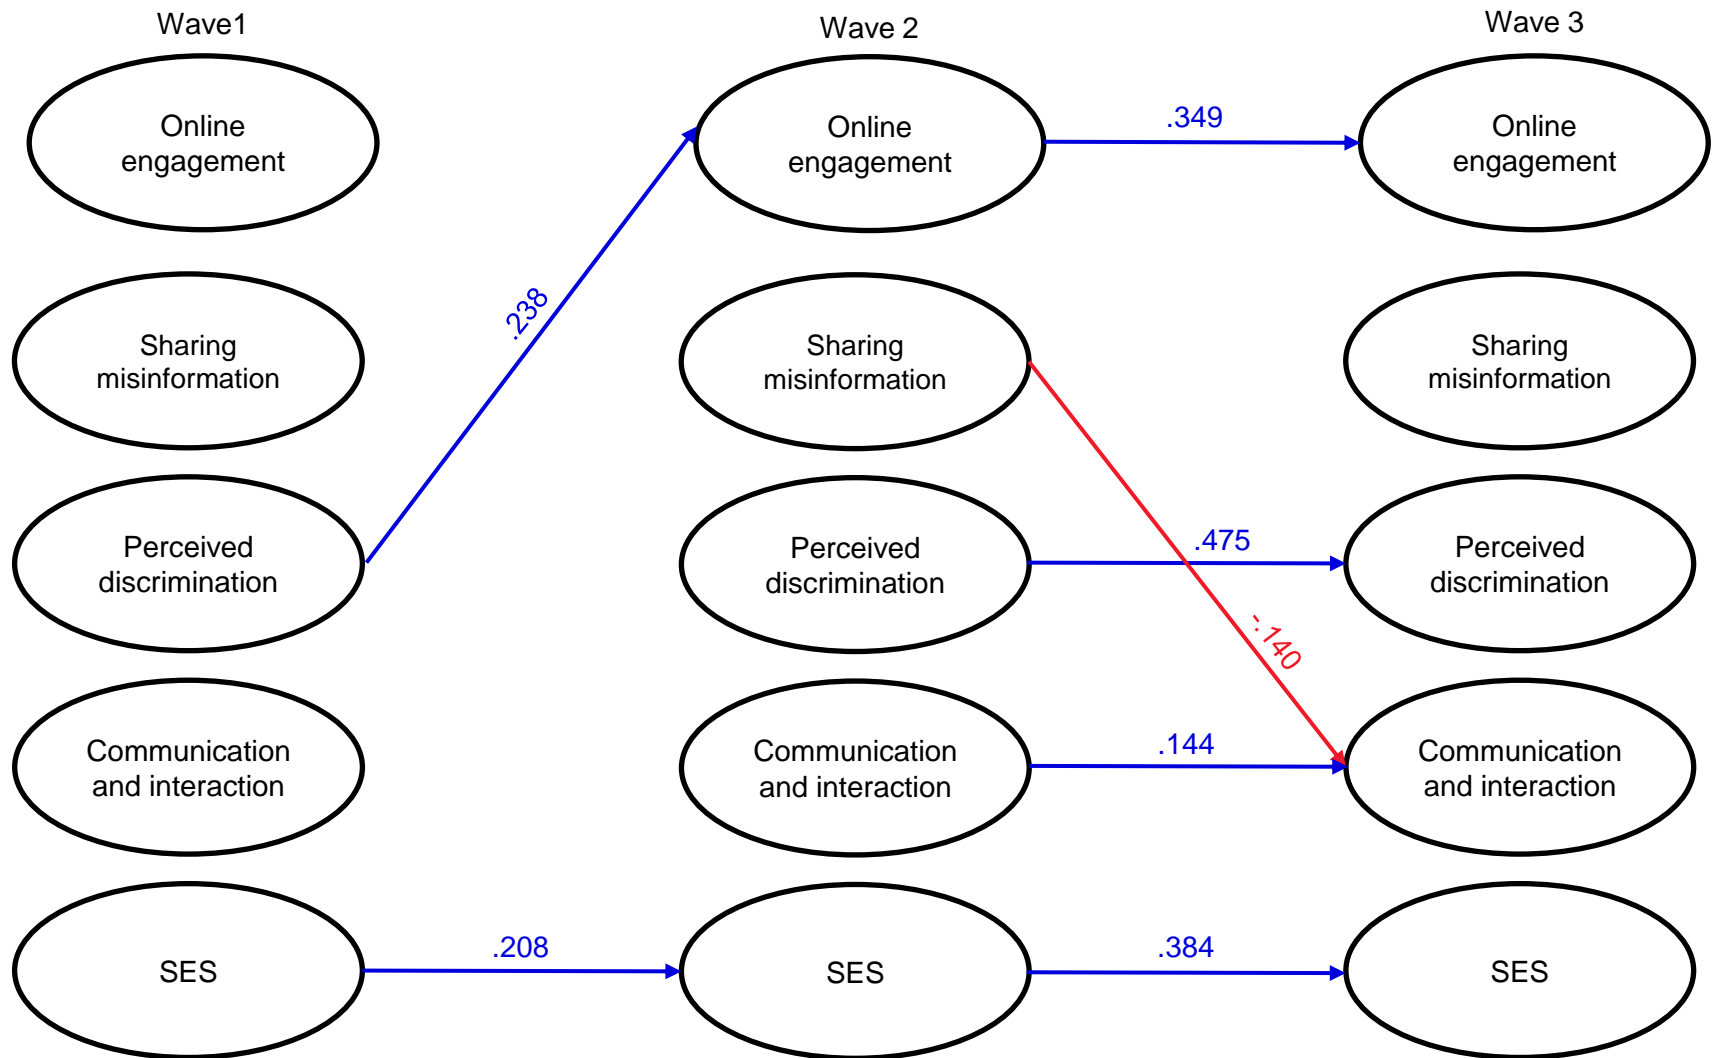 Wave1
Wave 2
Wave 3
Online
engagement
Online
engagement
Online
engagement
.349
.238
Sharing
misinformation
Sharing
misinformation
Sharing
misinformation
Perceived
discrimination
Perceived
discrimination
Perceived
discrimination
.475
-.140
Communication
and interaction
Communication
and interaction
Communication
and interaction
.144
SES
.208
SES
.384
SES